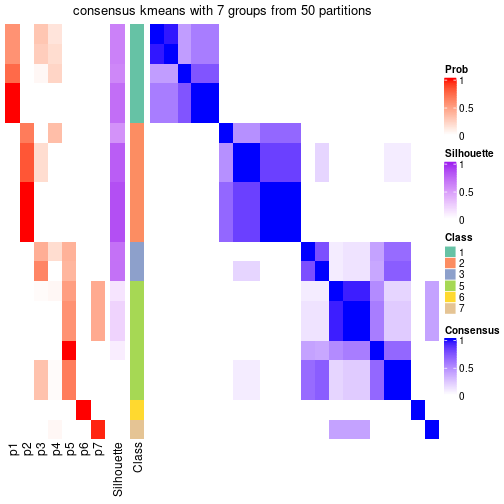 consensus kmeans with 7 groups from 50 partitions
Prob
1
0.5
0
Silhouette
1
0.5
0
Class
1
2
3
5
6
7
Consensus
1
0.5
0
p1
p2
p3
p4
p5
p6
p7
Silhouette
Class